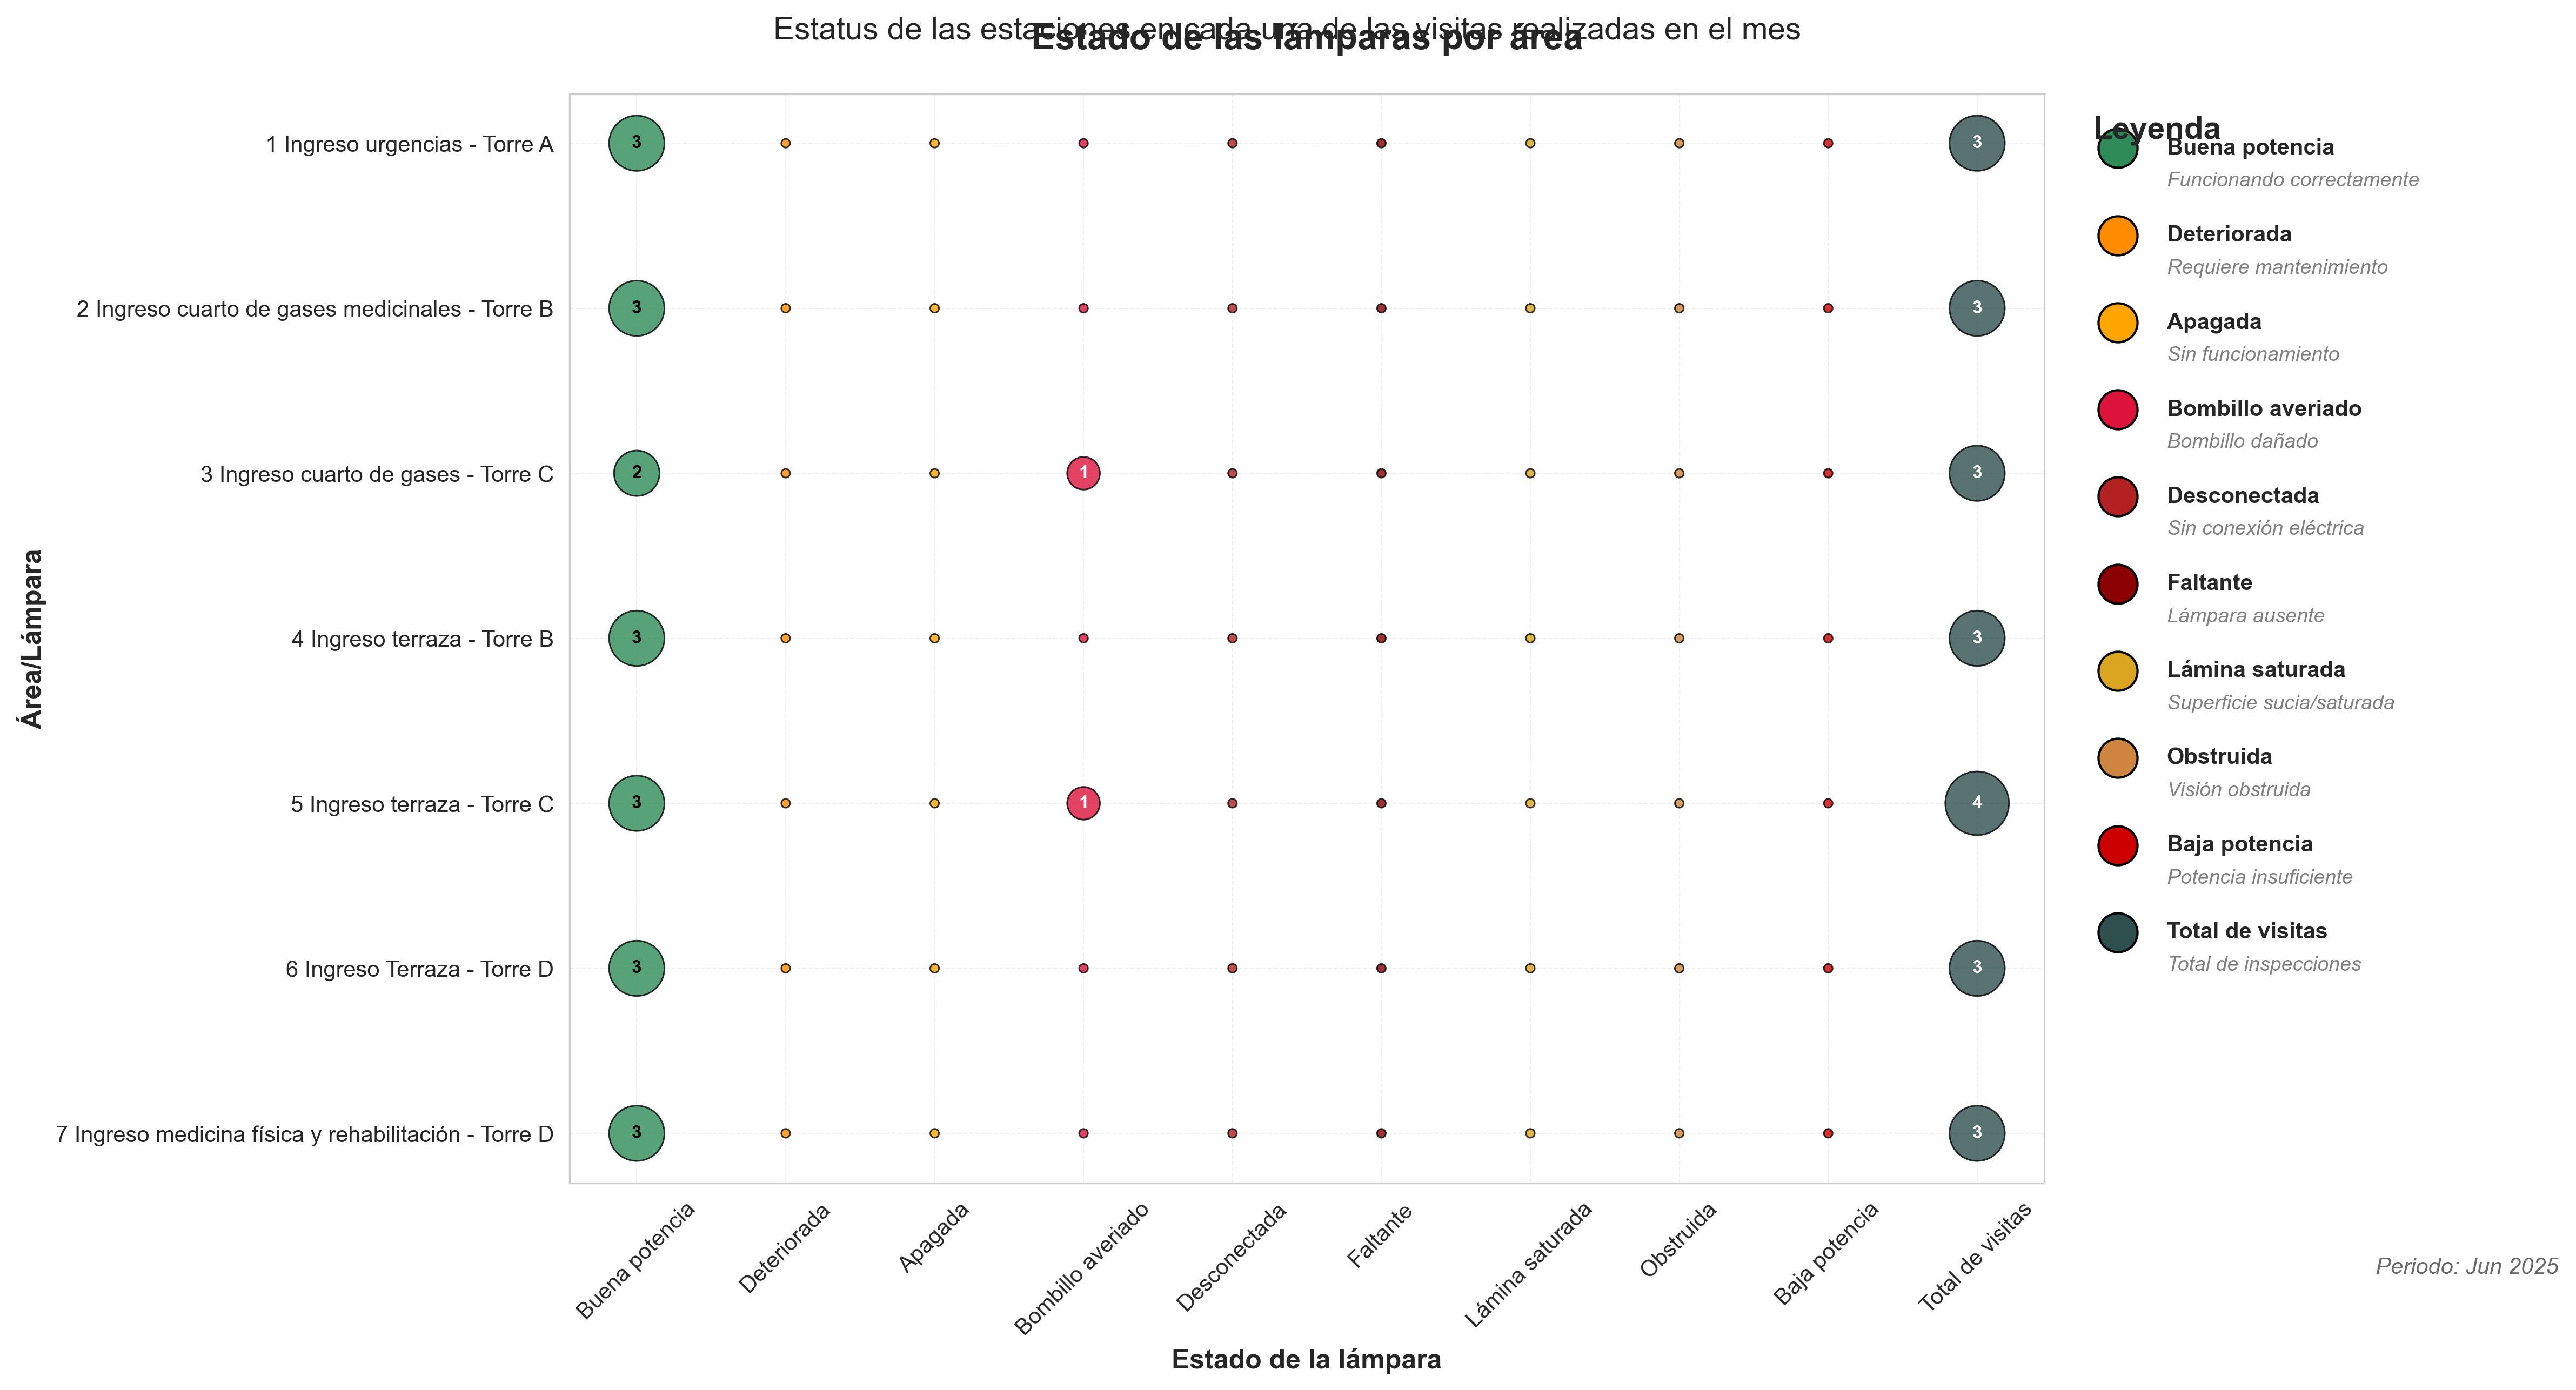 Estatus de las estaciones en cada una de las visitas realizadas en el mes
Estado de las lámparas por área
Área/Lámpara
1 Ingreso urgencias - Torre A
3
3
2 Ingreso cuarto de gases medicinales - Torre B
3
3
3 Ingreso cuarto de gases - Torre C
2
1
3
4 Ingreso terraza - Torre B
3
3
5 Ingreso terraza - Torre C
3
1
4
6 Ingreso Terraza - Torre D
3
3
7 Ingreso medicina física y rehabilitación - Torre D
3
3
Buena potencia
Deteriorada
Apagada
Bombillo averiado
Desconectada
Faltante
Lámina saturada
Obstruida
Baja potencia
Total de visitas
Estado de la lámpara
Leyenda
Buena potencia
Funcionando correctamente
Deteriorada
Requiere mantenimiento
Apagada
Sin funcionamiento
Bombillo averiado
Bombillo dañado
Desconectada
Sin conexión eléctrica
Faltante
Lámpara ausente
Lámina saturada
Superficie sucia/saturada
Obstruida
Visión obstruida
Baja potencia
Potencia insuficiente
Total de visitas
Total de inspecciones
Periodo: Jun 2025